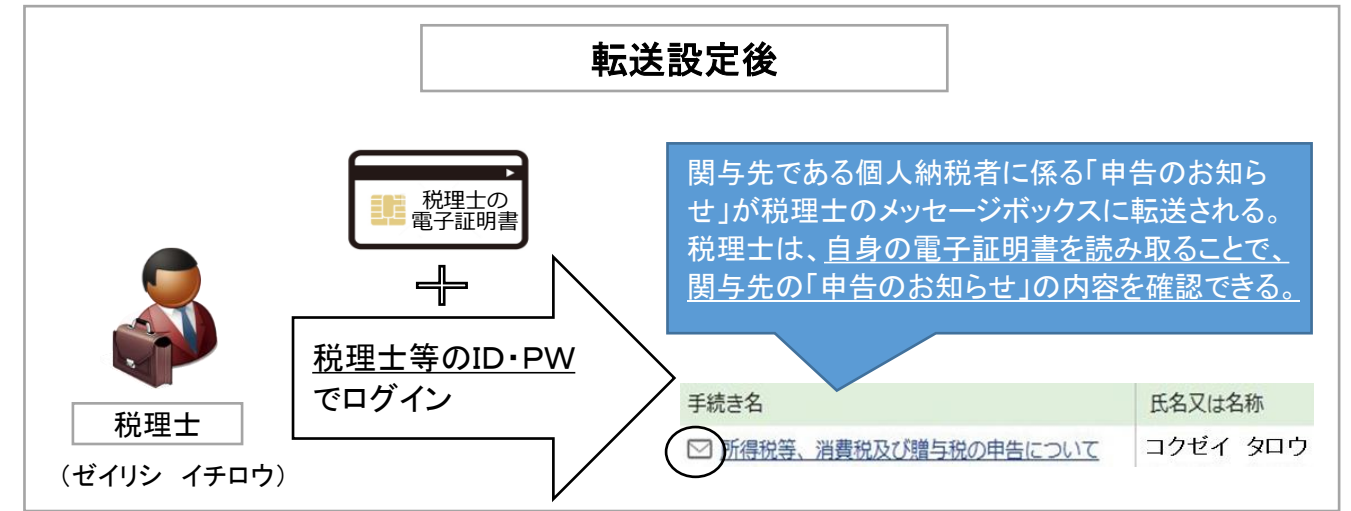 転送設定後
税理士の
電子証明書
関与先である個人納税者に係る「申告のお知ら
せ」が税理士のメッセージボックスに転送される。
税理士は、自身の電子証明書を読み取ることで、
関与先の「申告のお知らせ」の内容を確認できる。
税理士等のID・PW
でログイン
税理士
（ゼイリシ　イチロウ）
手続き名　氏名又は名称
所得税等、消費税及び贈与税の申告について　コクゼイ　タロウ